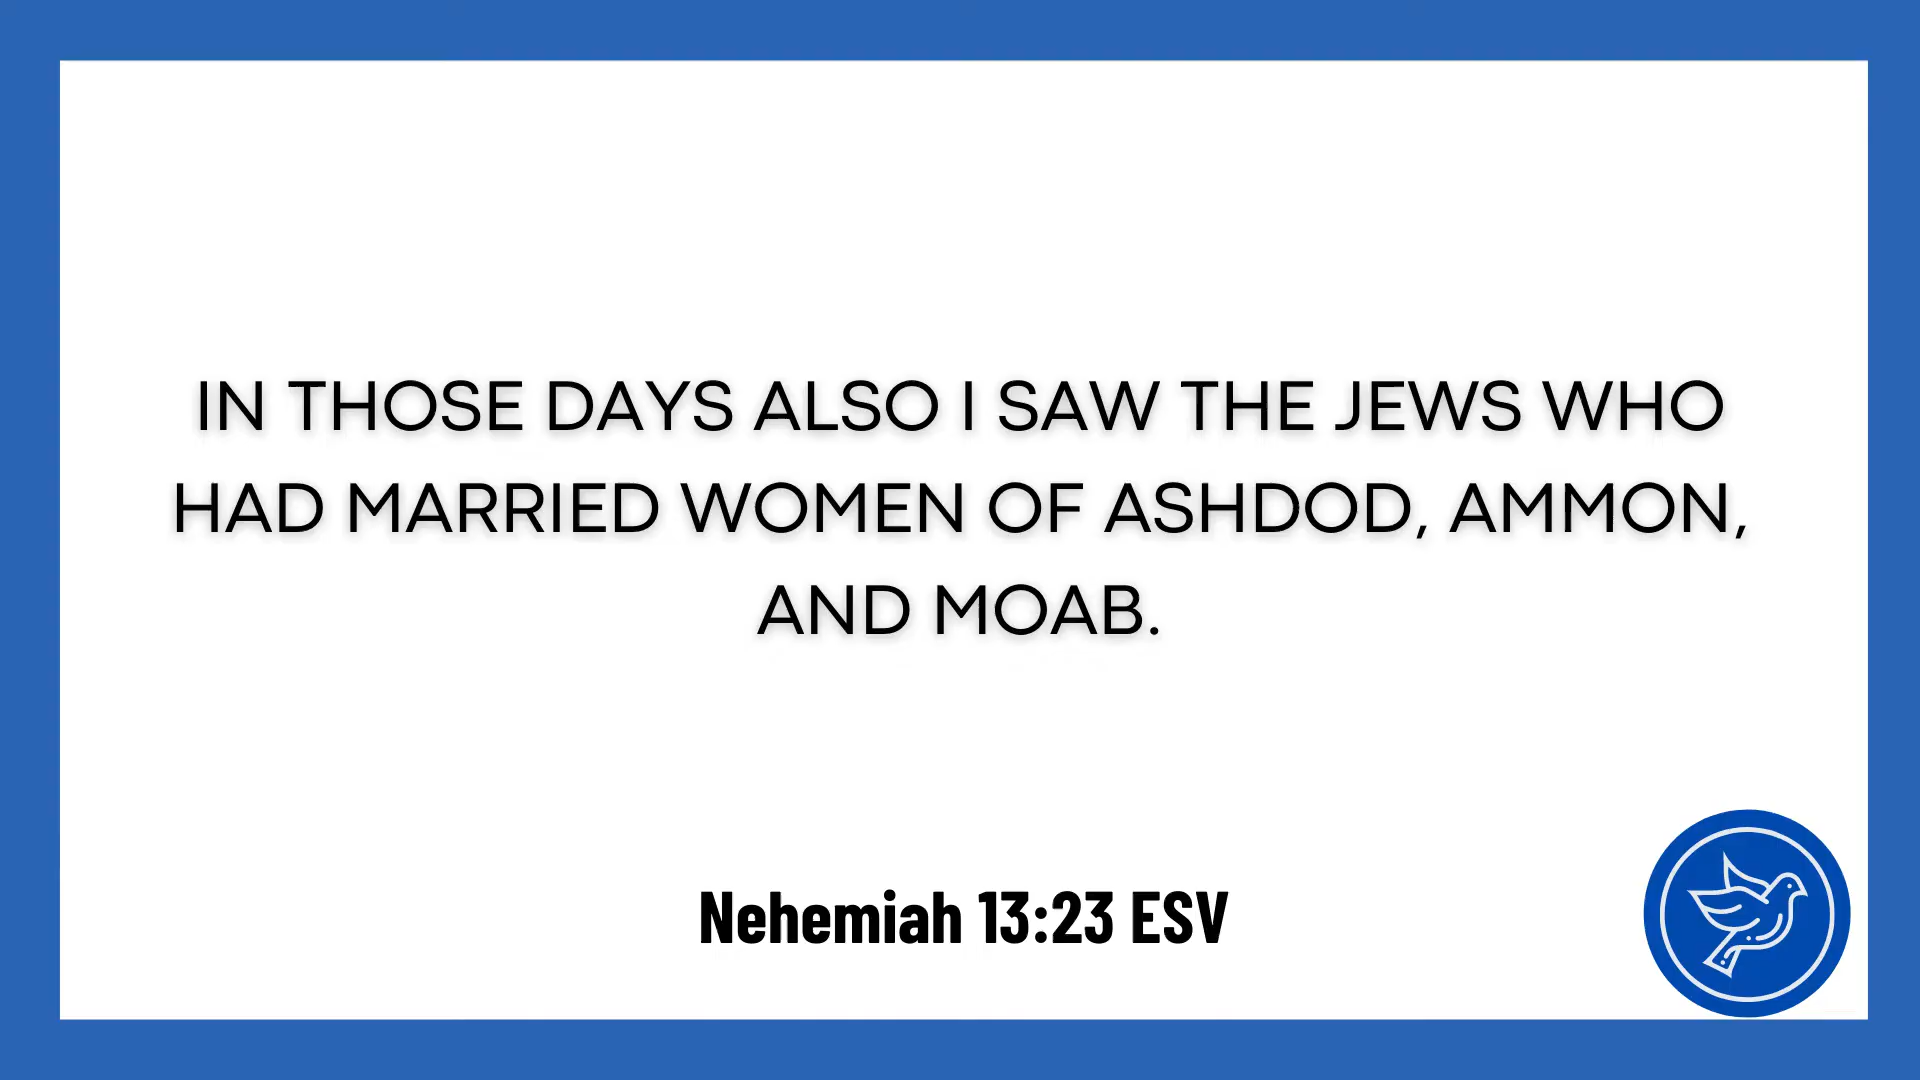 IN THOSE DAYS ALSO I SAW THE JEWS WHO
HAD MARRIED WOMEN OF ASHDOD, AMMON,
AND MOAB.
Nehemiah 13:23 ESV